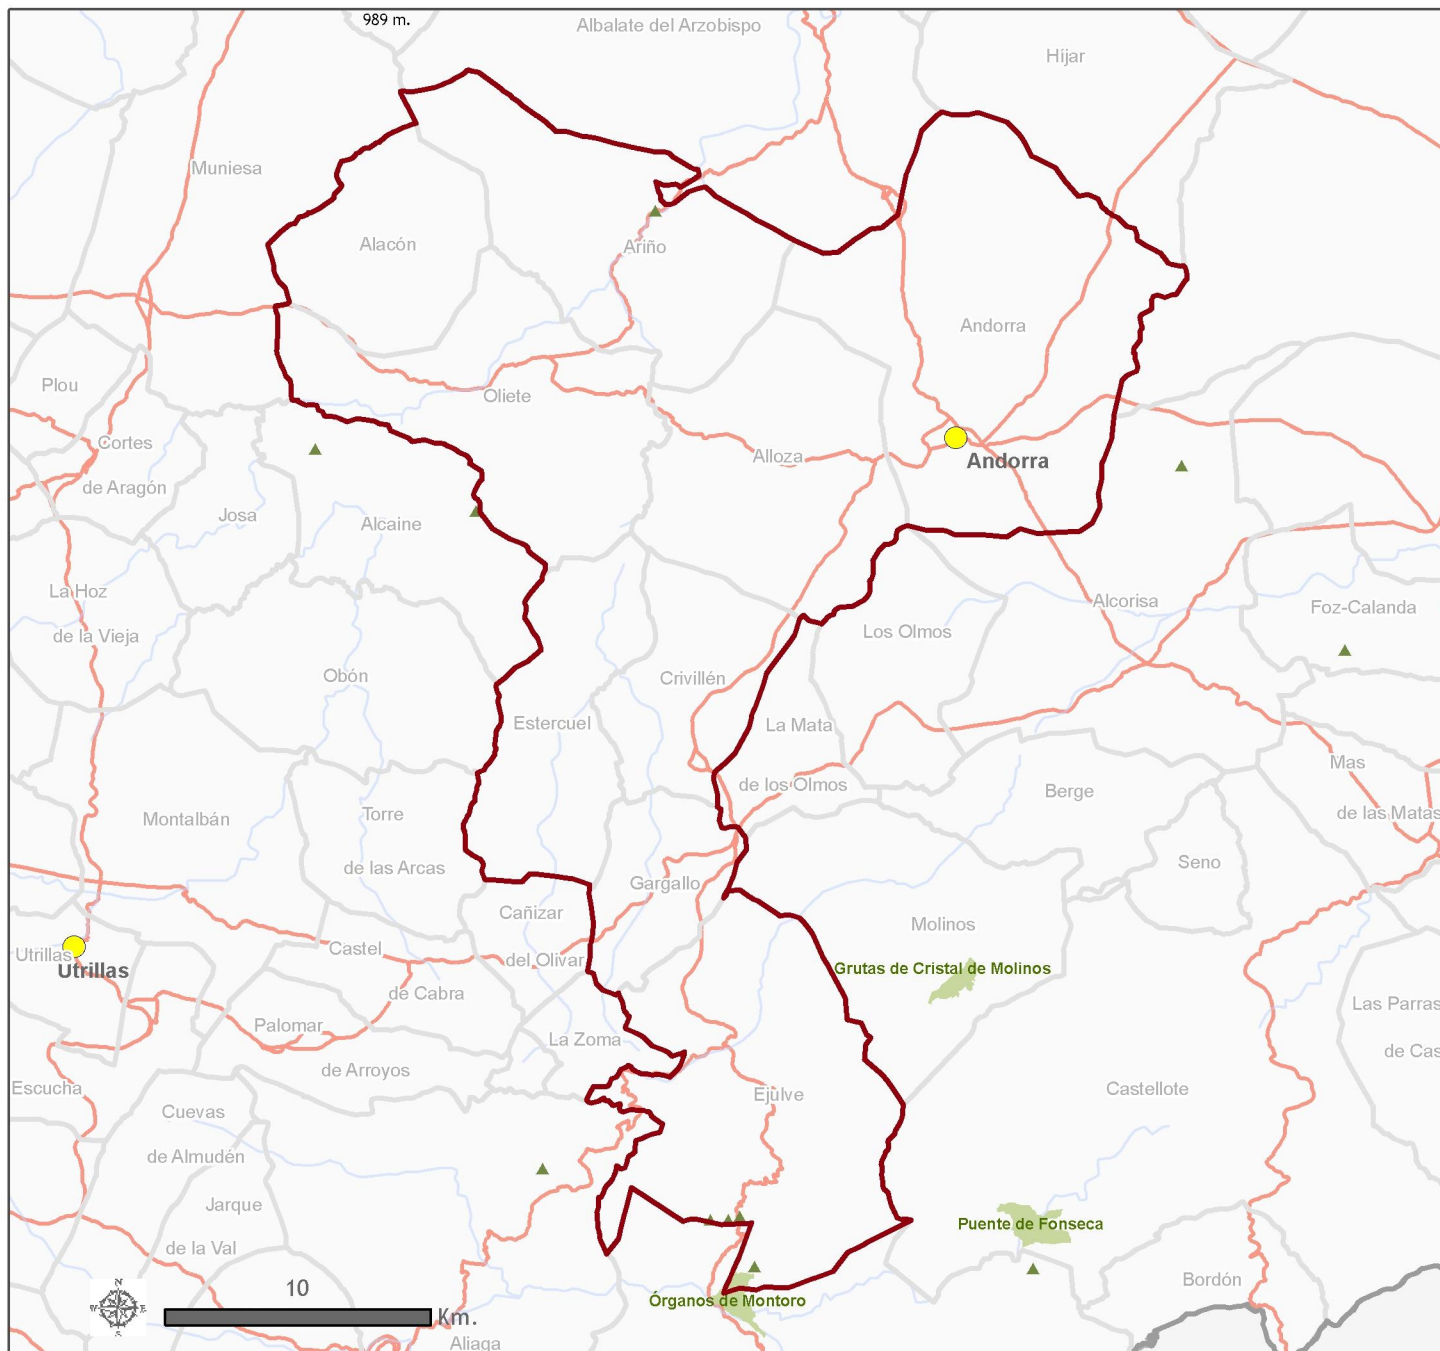 989 m.
Albalate del Arzobispo
Híjar
Muniesa
Alacón
Ariño
Andorra
Plou
Oliete
Cortes
de Aragón
Alloza
Andorra
Josa
Alcaine
La Hoz
de la Vieja
Alcorisa
Foz-Calanda
Los Olmos
Obón
Crivillén
Estercuel
La Mata
de los Olmos
Mas
de las Matas
Berge
Montalbán
Torre
de las Arcas
Seno
Gargallo
Cañizar
del Olivar
Molinos
Utrillas
Utrillas
Castel
de Cabra
Grutas de Cristal de Molinos
Las Parras
de Cas
Palomar
de Arroyos
La Zoma
Escucha
Ejulve
Castellote
Cuevas
de Almudén
Jarque
de la Val
Puente de Fonseca
Bordón
Órganos de Montoro
Aliaga
N
W
E
S
10
Km.